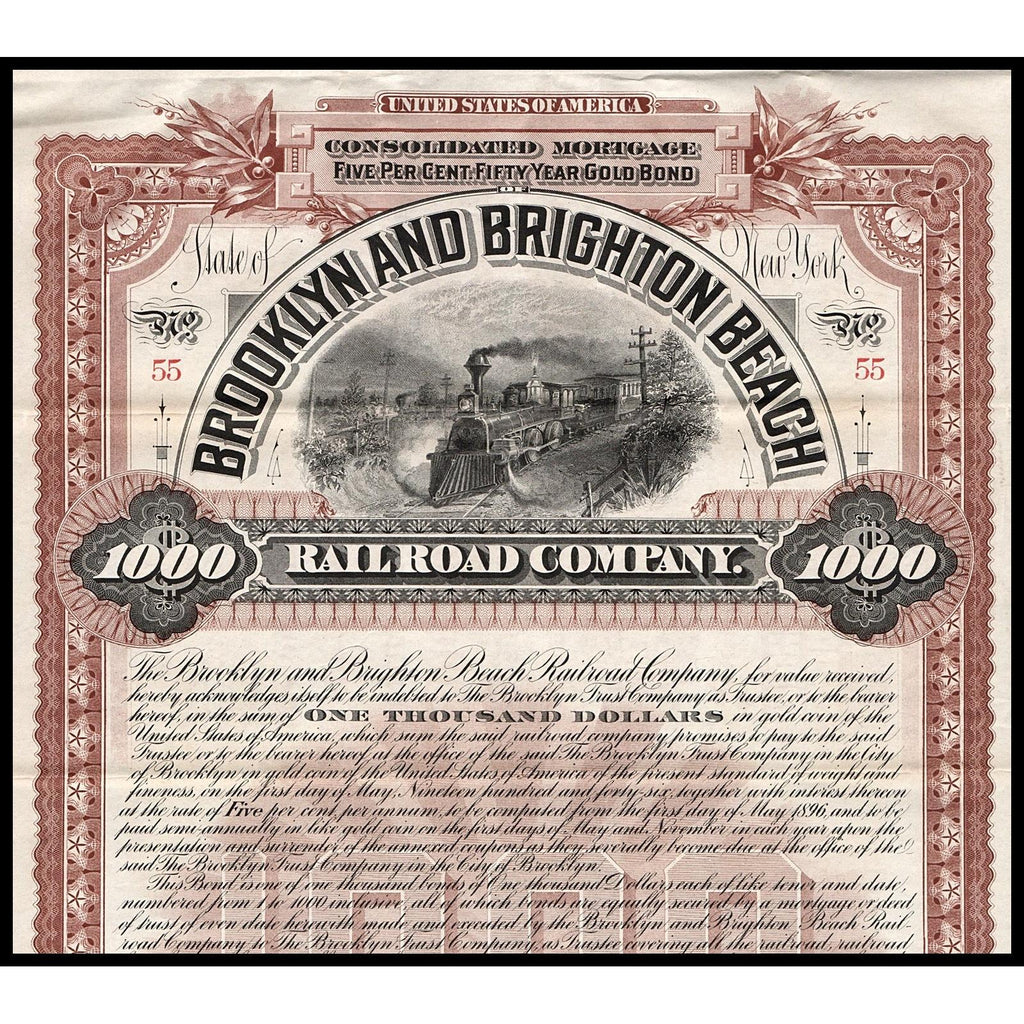 UNITED STATES OF AMERICA
CONSOLIDATED MORTGAGE
FIVE PER CENT. FIFTY YEAR GOLD BOND
OF
State of
New York
BROOKLYN AND BRIGHTON BEACH
No
No
55
55
$1000
RAILROAD COMPANY.
$1000
The Brooklyn and Brighton Beach Railroad Company, for value received,
hereby acknowledges itself to be indebted to The Brooklyn Trust Company as Trustee, or to the bearer
hereof, in the sum of ONE THOUSAND DOLLARS in gold coin of the
United States of America, which sum the said railroad company promises to pay to the said
Trustee or to the bearer hereof at the office of the said The Brooklyn Trust Company in the City
of Brooklyn in gold coin of the United States of America of the present standard of weight and
fineness, on the first day of May, Nineteen hundred and forty-six, together with interest thereon
at the rate of Five per cent. per annum, to be computed from the first day of May 1896, and to be
paid semi-annually in like gold coin on the first days of May and November in each year upon the
presentation and surrender of the annexed coupons as they severally become due at the office of the
said The Brooklyn Trust Company in the City of Brooklyn.
This Bond is one of one thousand bonds of One thousand Dollars each of like tenor and date,
numbered from 1 to 1000 inclusive, all of which bonds are equally secured by a mortgage or deed
of trust of even date herewith made and executed by the Brooklyn and Brighton Beach Rail-
road Company to The Brooklyn Trust Company as Trustee covering all the railroad, railroad